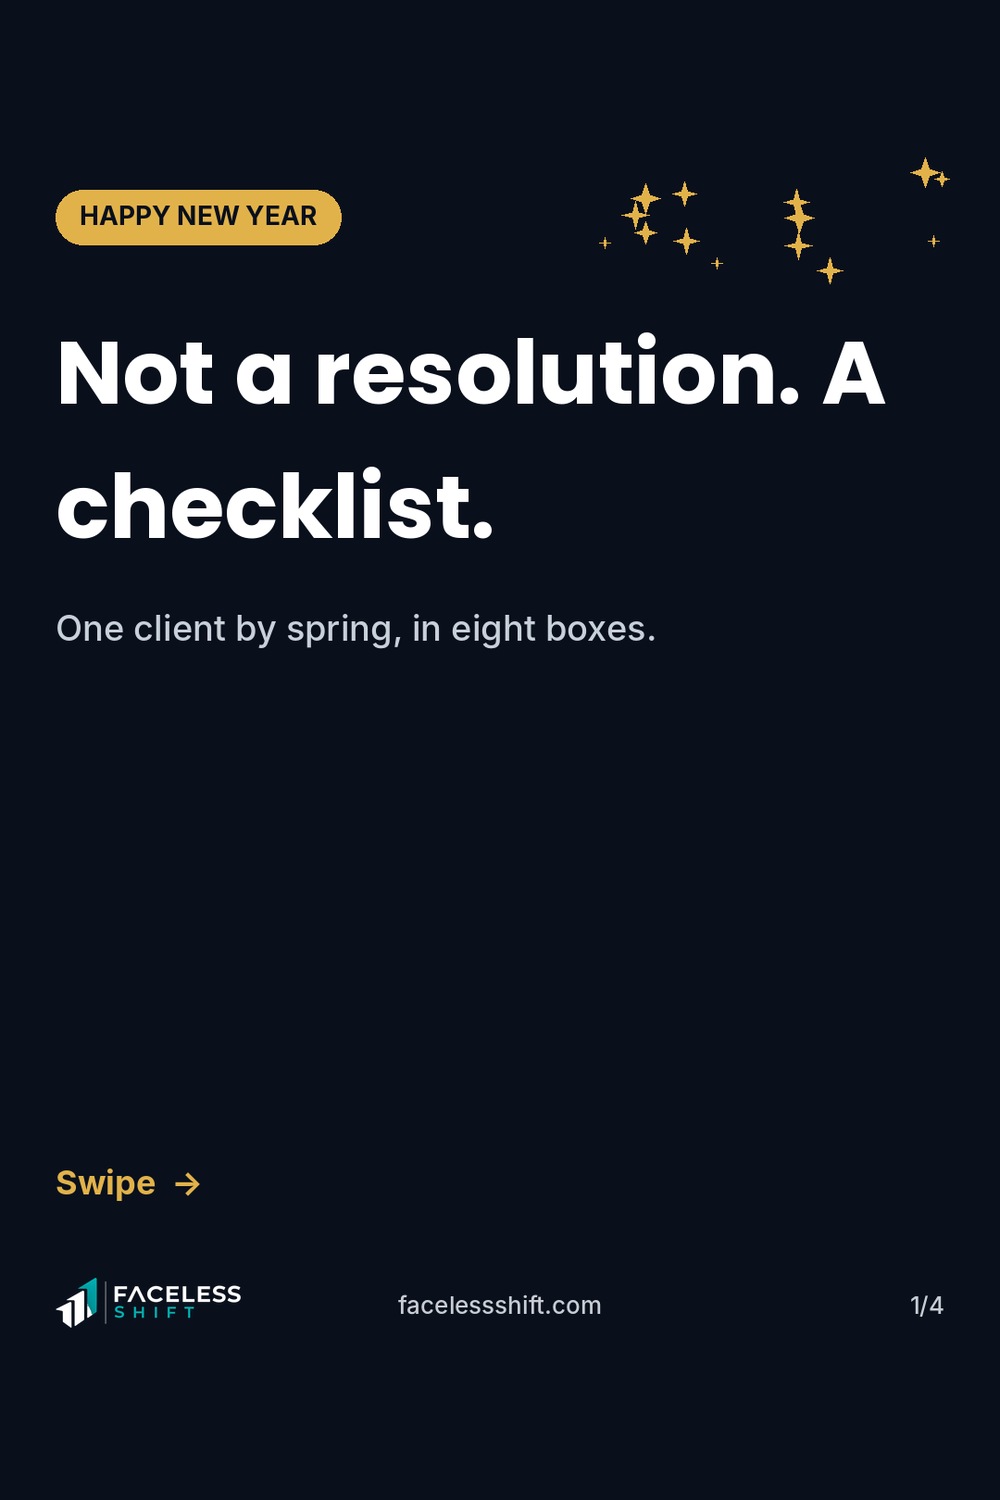 HAPPY NEW YEAR
Not a resolution. A
checklist.
One client by spring, in eight boxes.
Swipe →
FACELESS
SHIFT
facelessshift.com
1/4